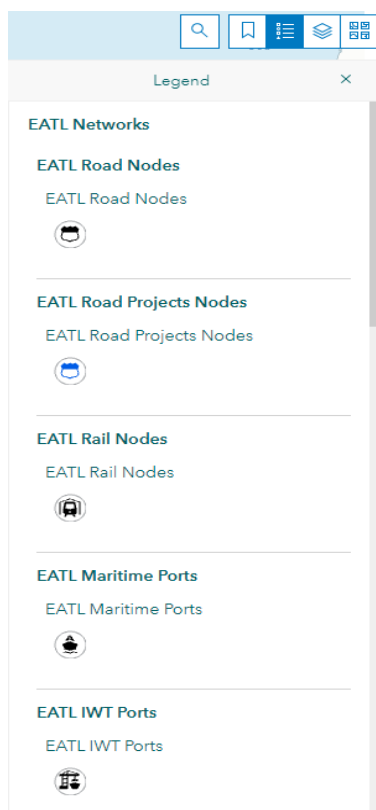 Legend
EATL Networks
EATL Road Nodes
EATL Road Nodes
EATL Road Projects Nodes
EATL Road Projects Nodes
EATL Rail Nodes
EATL Rail Nodes
EATL Maritime Ports
EATL Maritime Ports
EATL IWT Ports
EATL IWT Ports